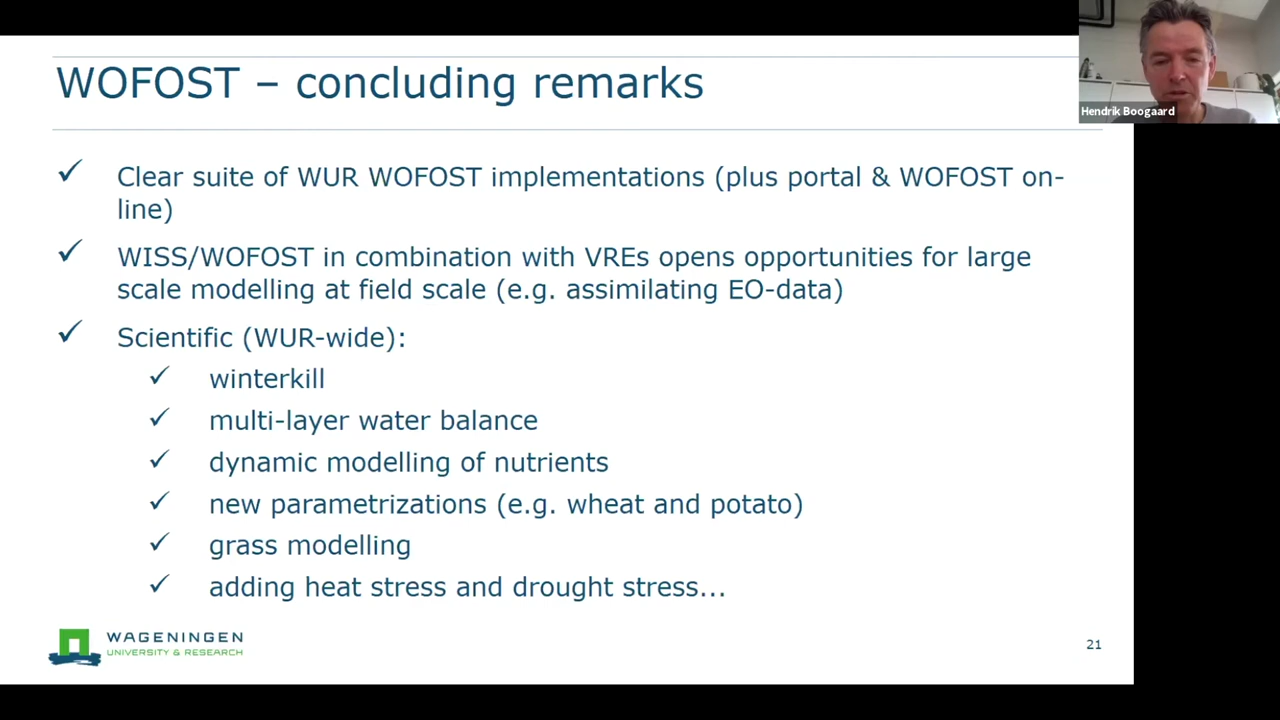 WOFOST – concluding remarks
Hendrik Boogaard
✓ Clear suite of WUR WOFOST implementations (plus portal & WOFOST on-
line)
✓ WISS/WOFOST in combination with VREs opens opportunities for large
scale modelling at field scale (e.g. assimilating EO-data)
✓ Scientific (WUR-wide):
✓ winterkill
✓ multi-layer water balance
✓ dynamic modelling of nutrients
✓ new parametrizations (e.g. wheat and potato)
✓ grass modelling
✓ adding heat stress and drought stress...
WAGENINGEN
UNIVERSITY & RESEARCH
21